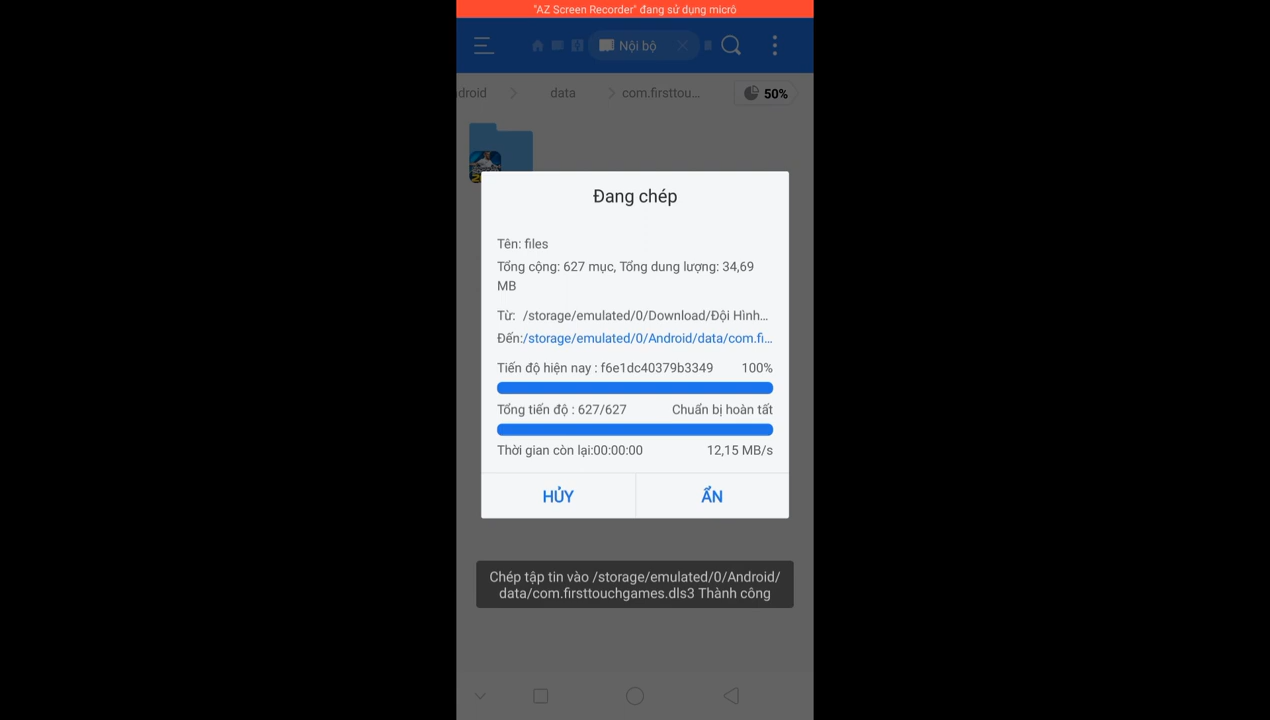 "AZ Screen Recorder" đang sử dụng micrô
Nội bộ
droid
data
com.firsttou...
50%
Đang chép
Tên: files
Tổng cộng: 627 mục, Tổng dung lượng: 34,69
MB
Từ: /storage/emulated/0/Download/Đội Hình...
Đến:/storage/emulated/0/Android/data/com.fi...
Tiến độ hiện nay : f6e1dc40379b3349 100%
Tổng tiến độ : 627/627 Chuẩn bị hoàn tất
Thời gian còn lại:00:00:00 12,15 MB/s
HỦY
ẨN
Chép tập tin vào /storage/emulated/0/Android/
data/com.firsttouchgames.dls3 Thành công